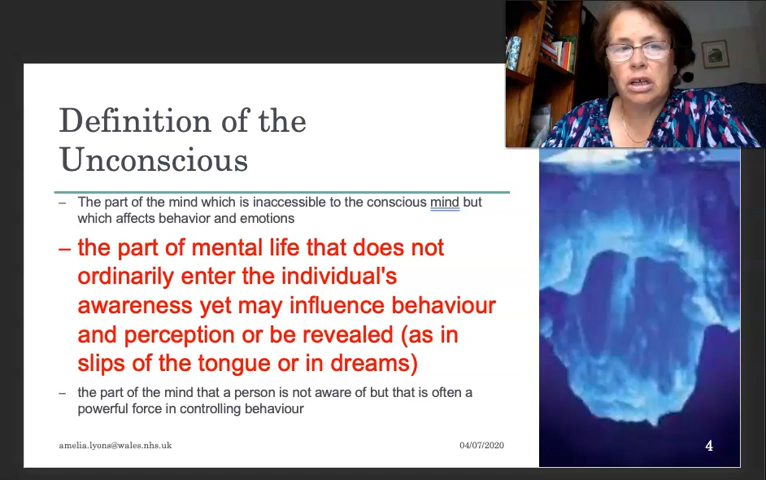 Definition of the
Unconscious
– The part of the mind which is inaccessible to the conscious mind but
which affects behavior and emotions
– the part of mental life that does not
ordinarily enter the individual's
awareness yet may influence behaviour
and perception or be revealed (as in
slips of the tongue or in dreams)
– the part of the mind that a person is not aware of but that is often a
powerful force in controlling behaviour
amelia.lyons@wales.nhs.uk
04/07/2020
4